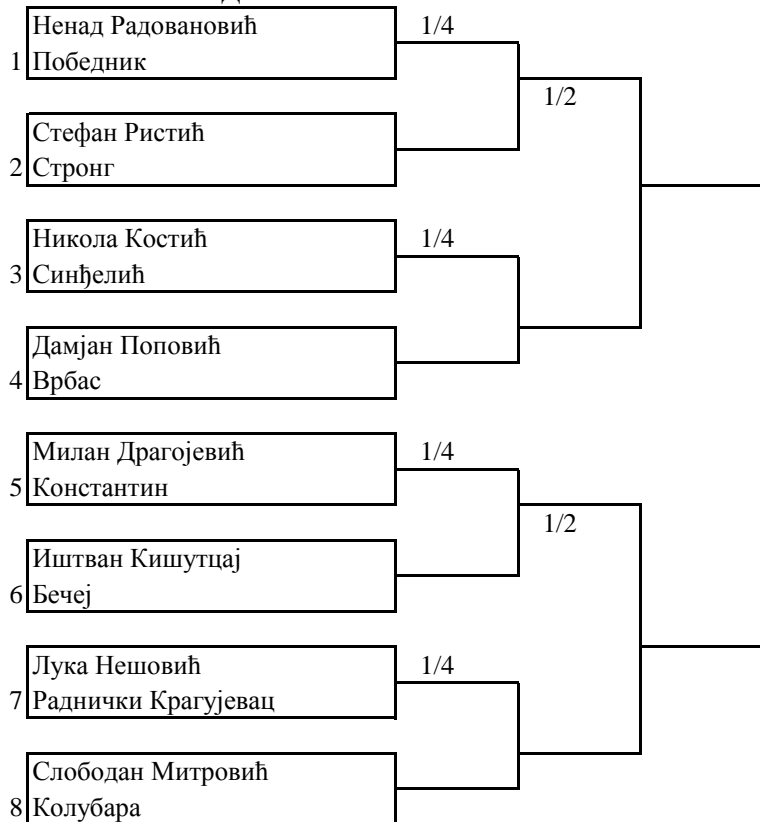 Ненад Радовановић
1/4
1 Победник
1/2
Стефан Ристић
2 Стронг
Никола Костић
1/4
3 Синђелић
Дамјан Поповић
4 Врбас
Милан Драгојевић
1/4
5 Константин
1/2
Иштван Кишутцај
6 Бечеј
Лука Нешовић
1/4
7 Раднички Крагујевац
Слободан Митровић
8 Колубара